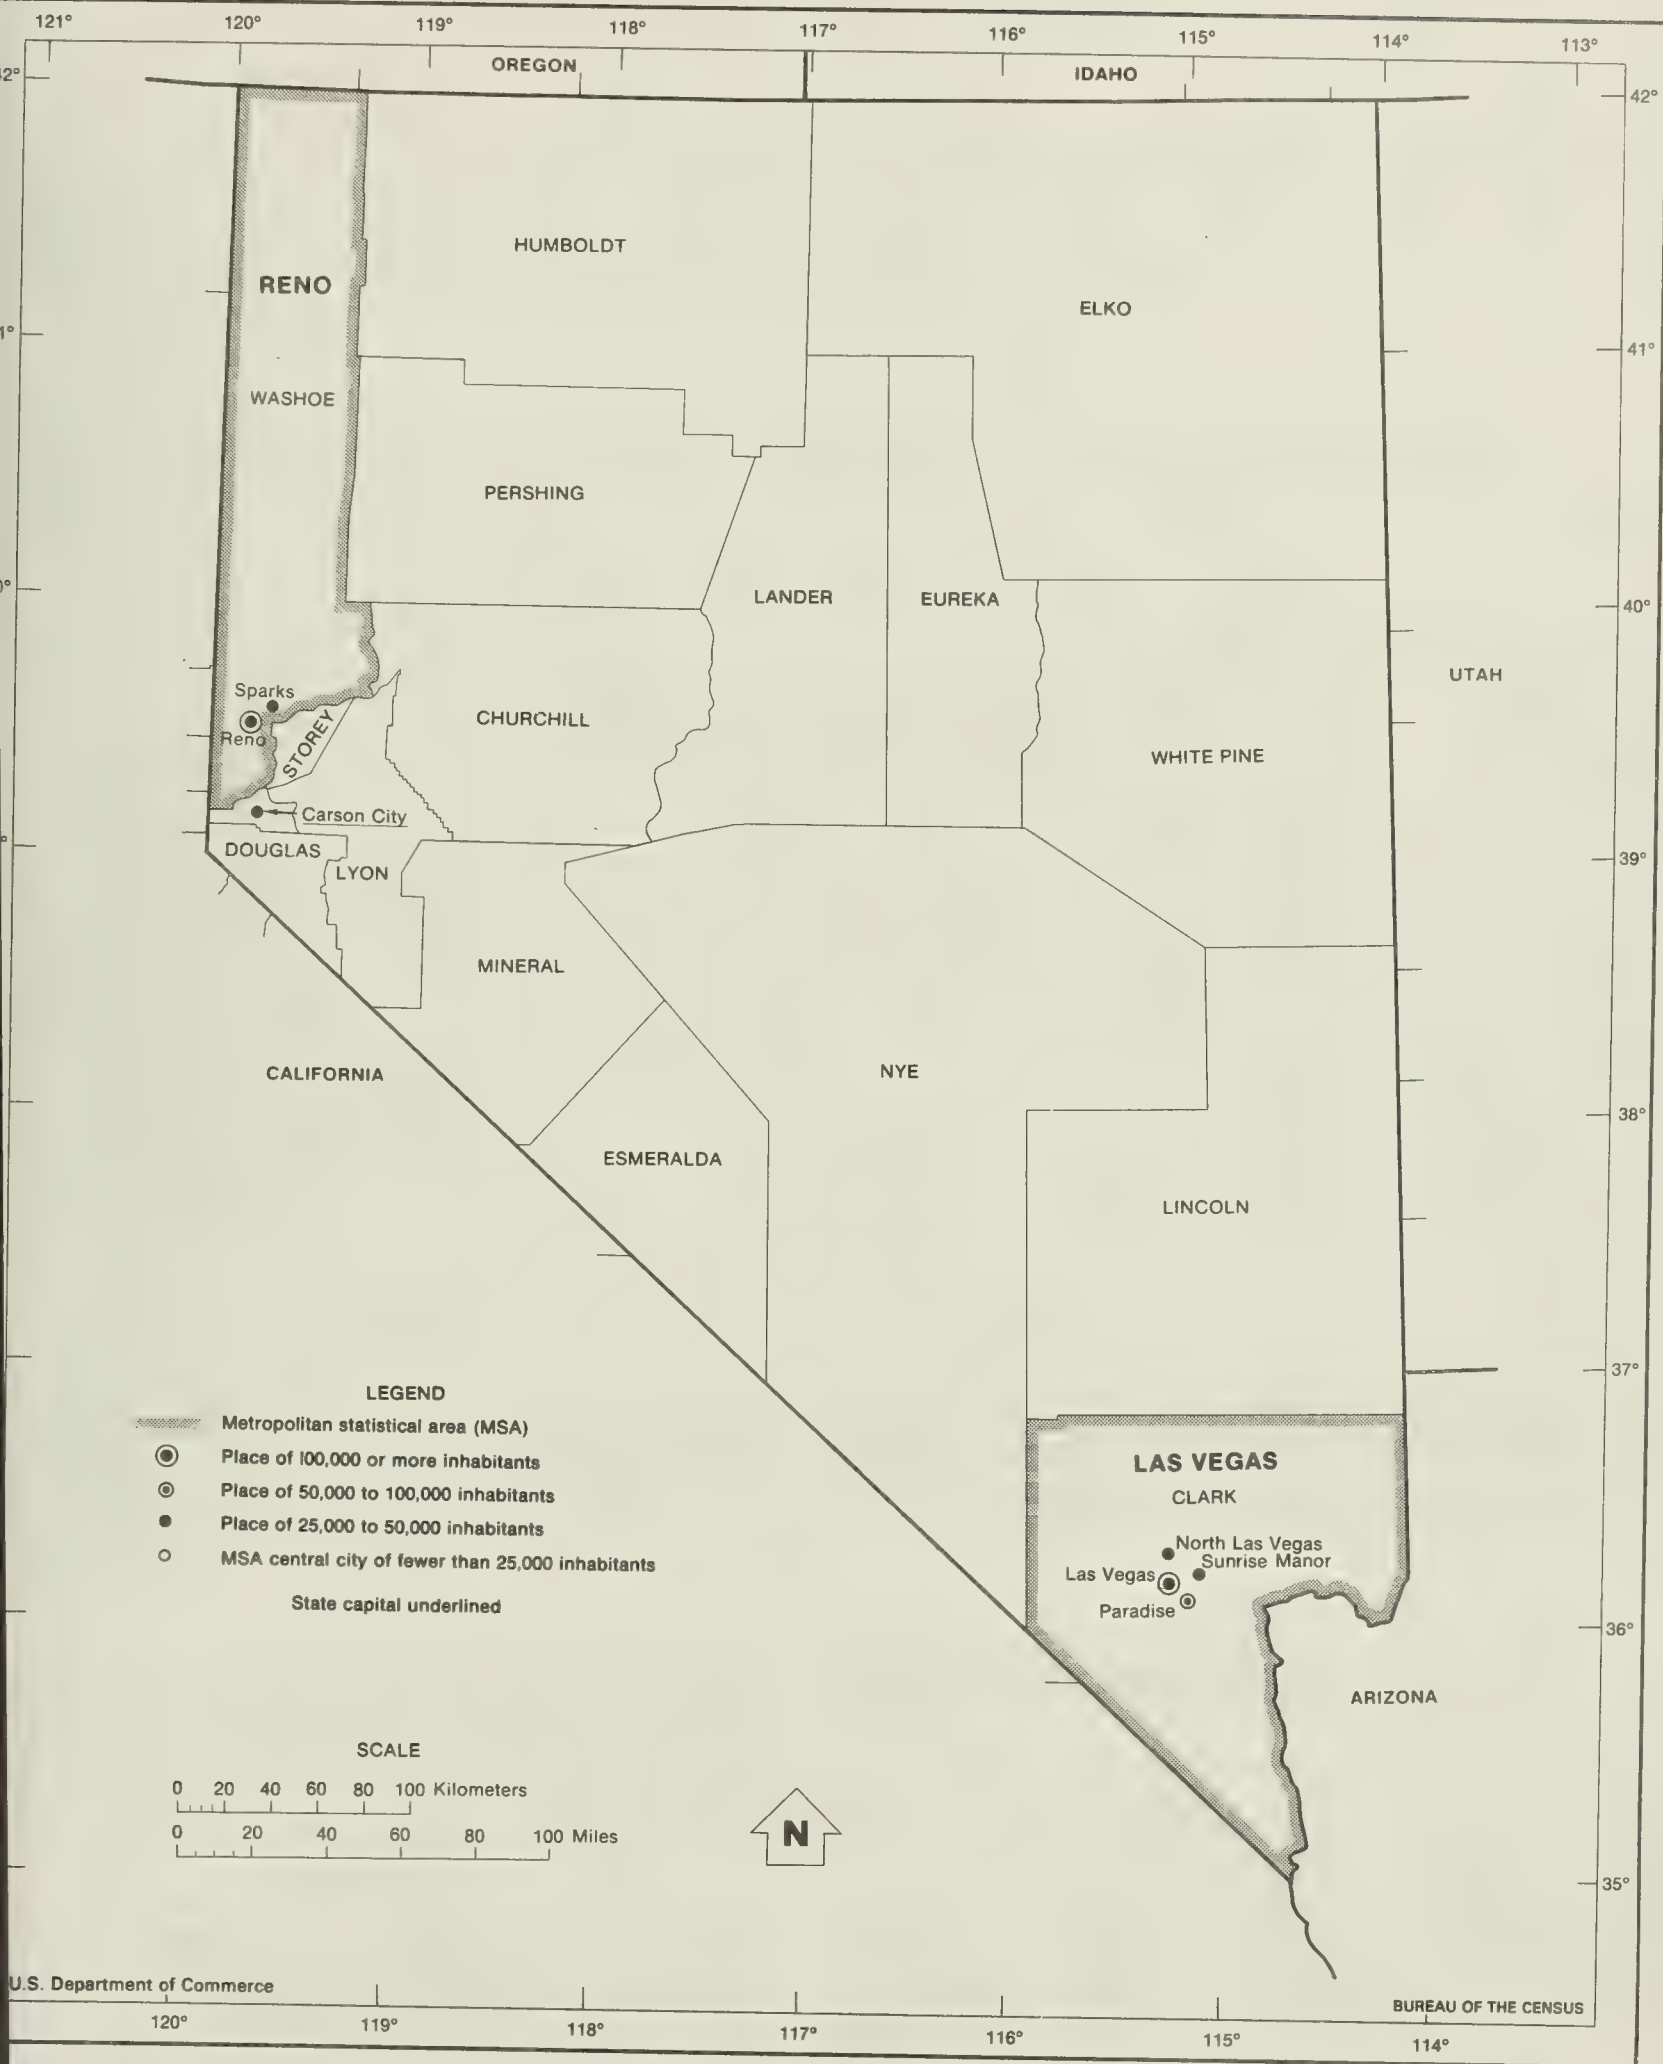 121° 120° 119° 118° 117° 116° 115° 114° 113°
OREGON IDAHO
42°
HUMBOLDT
RENO
ELKO
41°
WASHOE
PERSHING
LANDER EUREKA
40°
UTAH
Sparks
CHURCHILL
Reno
STOREY
WHITE PINE
Carson City
DOUGLAS
LYON
39°
MINERAL
CALIFORNIA
NYE
38°
ESMERALDA
LINCOLN
37°
LEGEND
Metropolitan statistical area (MSA)
Place of 100,000 or more inhabitants
Place of 50,000 to 100,000 inhabitants
Place of 25,000 to 50,000 inhabitants
MSA central city of fewer than 25,000 inhabitants
State capital underlined
LAS VEGAS
CLARK
North Las Vegas
Sunrise Manor
Las Vegas
Paradise
36°
ARIZONA
SCALE
0 20 40 60 80 100 Kilometers
0 20 40 60 80 100 Miles
N
35°
U.S. Department of Commerce
BUREAU OF THE CENSUS
120° 119° 118° 117° 116° 115° 114°